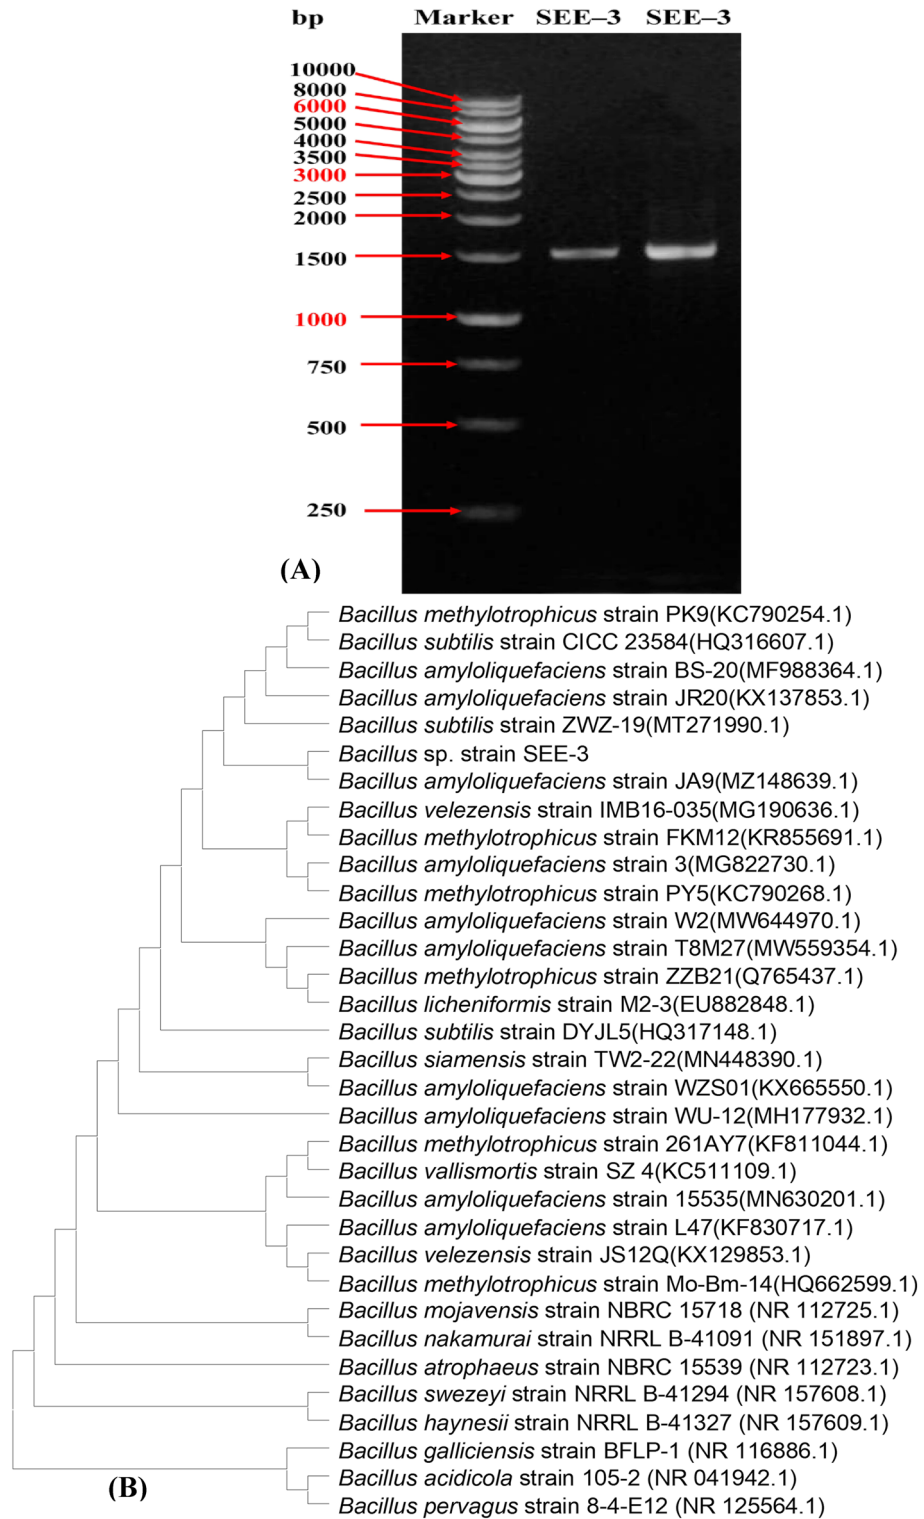 bp Marker SEE–3 SEE–3
10000
8000
6000
5000
4000
3500
3000
2500
2000
1500
1000
750
500
250
(A)
Bacillus methylotrophicus strain PK9(KC790254.1)
Bacillus subtilis strain CICC 23584(HQ316607.1)
Bacillus amyloliquefaciens strain BS-20(MF988364.1)
Bacillus amyloliquefaciens strain JR20(KX137853.1)
Bacillus subtilis strain ZWZ-19(MT271990.1)
Bacillus sp. strain SEE-3
Bacillus amyloliquefaciens strain JA9(MZ148639.1)
Bacillus velezensis strain IMB16-035(MG190636.1)
Bacillus methylotrophicus strain FKM12(KR855691.1)
Bacillus amyloliquefaciens strain 3(MG822730.1)
Bacillus methylotrophicus strain PY5(KC790268.1)
Bacillus amyloliquefaciens strain W2(MW644970.1)
Bacillus amyloliquefaciens strain T8M27(MW559354.1)
Bacillus methylotrophicus strain ZZB21(Q765437.1)
Bacillus licheniformis strain M2-3(EU882848.1)
Bacillus subtilis strain DYJL5(HQ317148.1)
Bacillus siamensis strain TW2-22(MN448390.1)
Bacillus amyloliquefaciens strain WZS01(KX665550.1)
Bacillus amyloliquefaciens strain WU-12(MH177932.1)
Bacillus methylotrophicus strain 261AY7(KF811044.1)
Bacillus vallismortis strain SZ 4(KC511109.1)
Bacillus amyloliquefaciens strain 15535(MN630201.1)
Bacillus amyloliquefaciens strain L47(KF830717.1)
Bacillus velezensis strain JS12Q(KX129853.1)
Bacillus methylotrophicus strain Mo-Bm-14(HQ662599.1)
Bacillus mojavensis strain NBRC 15718 (NR 112725.1)
Bacillus nakamurai strain NRRL B-41091 (NR 151897.1)
Bacillus atrophaeus strain NBRC 15539 (NR 112723.1)
Bacillus swezeyi strain NRRL B-41294 (NR 157608.1)
Bacillus haynesii strain NRRL B-41327 (NR 157609.1)
Bacillus galliciensis strain BFLP-1 (NR 116886.1)
Bacillus acidicola strain 105-2 (NR 041942.1)
Bacillus pervagus strain 8-4-E12 (NR 125564.1)
(B)